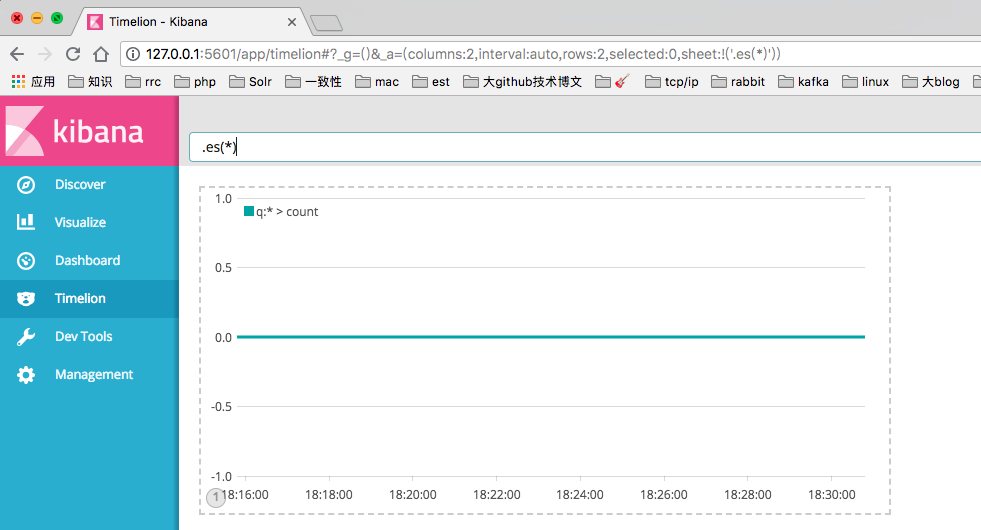 Timelion - Kibana
127.0.0.1:5601/app/timelion#?_g=()&_a=(columns:2,interval:auto,rows:2,selected:0,sheet:!('.es(*)'))
应用 知识 rrc php Solr 一致性 mac est 大github技术博文 tcp/ip rabbit kafka linux 大blog
kibana
.es(*)
Discover
Visualize
Dashboard
Timelion
Dev Tools
Management
q:* > count
1.0
0.5
0.0
-0.5
-1.0
1
18:16:00 18:18:00 18:20:00 18:22:00 18:24:00 18:26:00 18:28:00 18:30:00